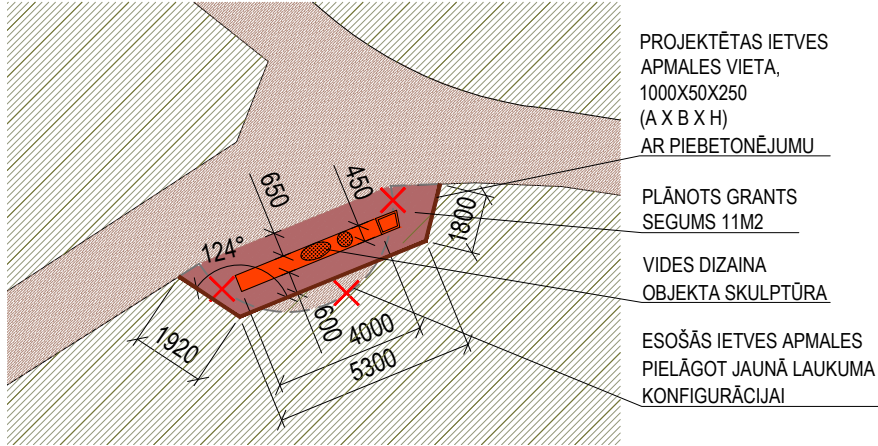 PROJEKTĒTAS IETVES
APMALES VIETA,
1000X50X250
(A X B X H)
AR PIEBETONĒJUMU
PLĀNOTS GRANTS
SEGUMS 11M2
VIDES DIZAINA
OBJEKTA SKULPTŪRA
ESOŠĀS IETVES APMALES
PIELĀGOT JAUNĀ LAUKUMA
KONFIGURĀCIJAI
650
450
1800
124°
600
4000
5300
1920